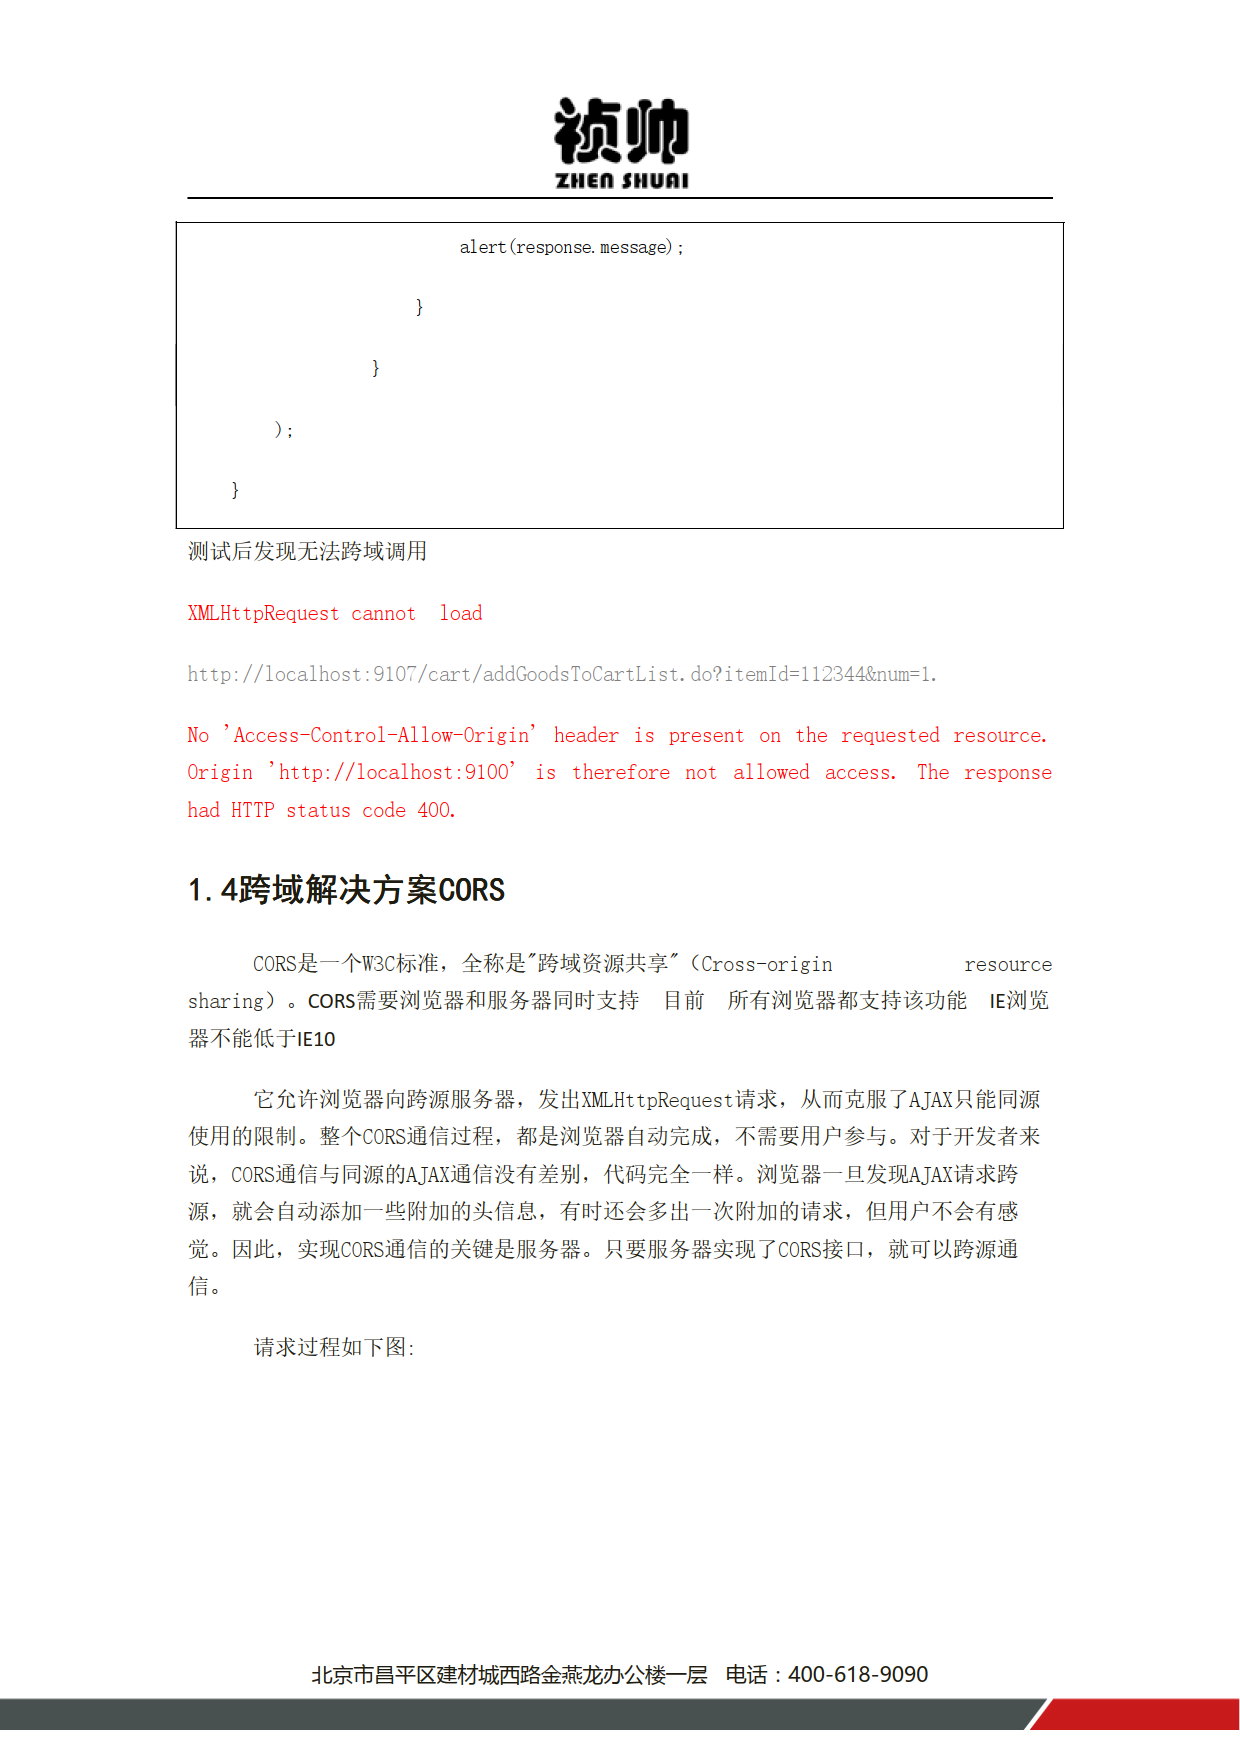 祯帅
ZHEN SHUAI
alert(response.message);
}
}
);
}
测试后发现无法跨域调用
XMLHttpRequest cannot load
http://localhost:9107/cart/addGoodsToCartList.do?itemId=112344&num=1.
No 'Access-Control-Allow-Origin' header is present on the requested resource.
Origin 'http://localhost:9100' is therefore not allowed access. The response
had HTTP status code 400.
1.4跨域解决方案CORS
CORS是一个W3C标准，全称是"跨域资源共享"（Cross-origin resource
sharing）。CORS需要浏览器和服务器同时支持 目前 所有浏览器都支持该功能 IE浏览
器不能低于IE10
它允许浏览器向跨源服务器，发出XMLHttpRequest请求，从而克服了AJAX只能同源
使用的限制。整个CORS通信过程，都是浏览器自动完成，不需要用户参与。对于开发者来
说，CORS通信与同源的AJAX通信没有差别，代码完全一样。浏览器一旦发现AJAX请求跨
源，就会自动添加一些附加的头信息，有时还会多出一次附加的请求，但用户不会有感
觉。因此，实现CORS通信的关键是服务器。只要服务器实现了CORS接口，就可以跨源通
信。
请求过程如下图:
北京市昌平区建材城西路金燕龙办公楼一层 电话：400-618-9090